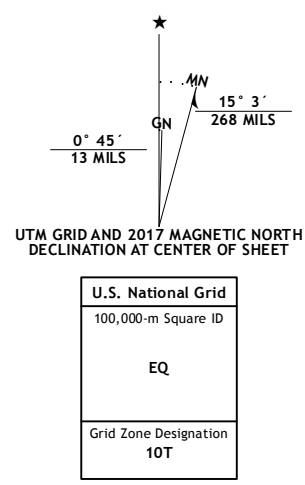 MN
15° 3´
268 MILS
GN
0° 45´
13 MILS
UTM GRID AND 2017 MAGNETIC NORTH
DECLINATION AT CENTER OF SHEET
U.S. National Grid
100,000-m Square ID
EQ
Grid Zone Designation
10T